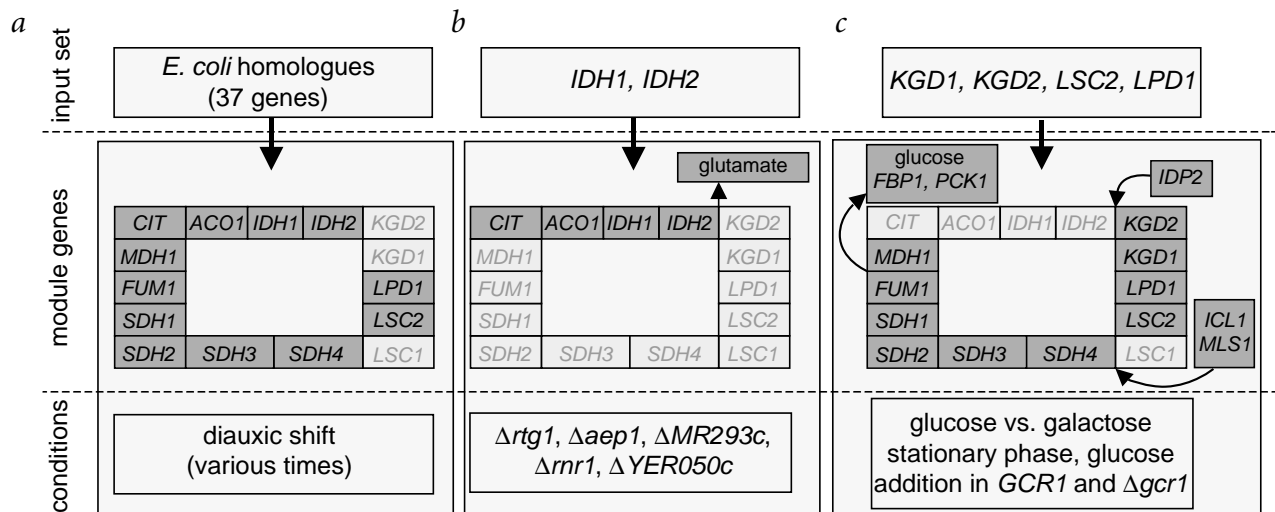 a
b
c
input set
E. coli homologues
(37 genes)
IDH1, IDH2
KGD1, KGD2, LSC2, LPD1
module genes
CIT ACO1 IDH1 IDH2 KGD2
MDH1 KGD1
FUM1 LPD1
SDH1 LSC2
SDH2 SDH3 SDH4 LSC1
glutamate
CIT ACO1 IDH1 IDH2 KGD2
MDH1 KGD1
FUM1 LPD1
SDH1 LSC2
SDH2 SDH3 SDH4 LSC1
glucose
FBP1, PCK1
IDP2
CIT ACO1 IDH1 IDH2 KGD2
MDH1 KGD1
FUM1 LPD1
SDH1 LSC2
SDH2 SDH3 SDH4 LSC1
ICL1
MLS1
conditions
diauxic shift
(various times)
Δrtg1, Δaep1, ΔMR293c,
Δrnr1, ΔYER050c
glucose vs. galactose
stationary phase, glucose
addition in GCR1 and Δgcr1